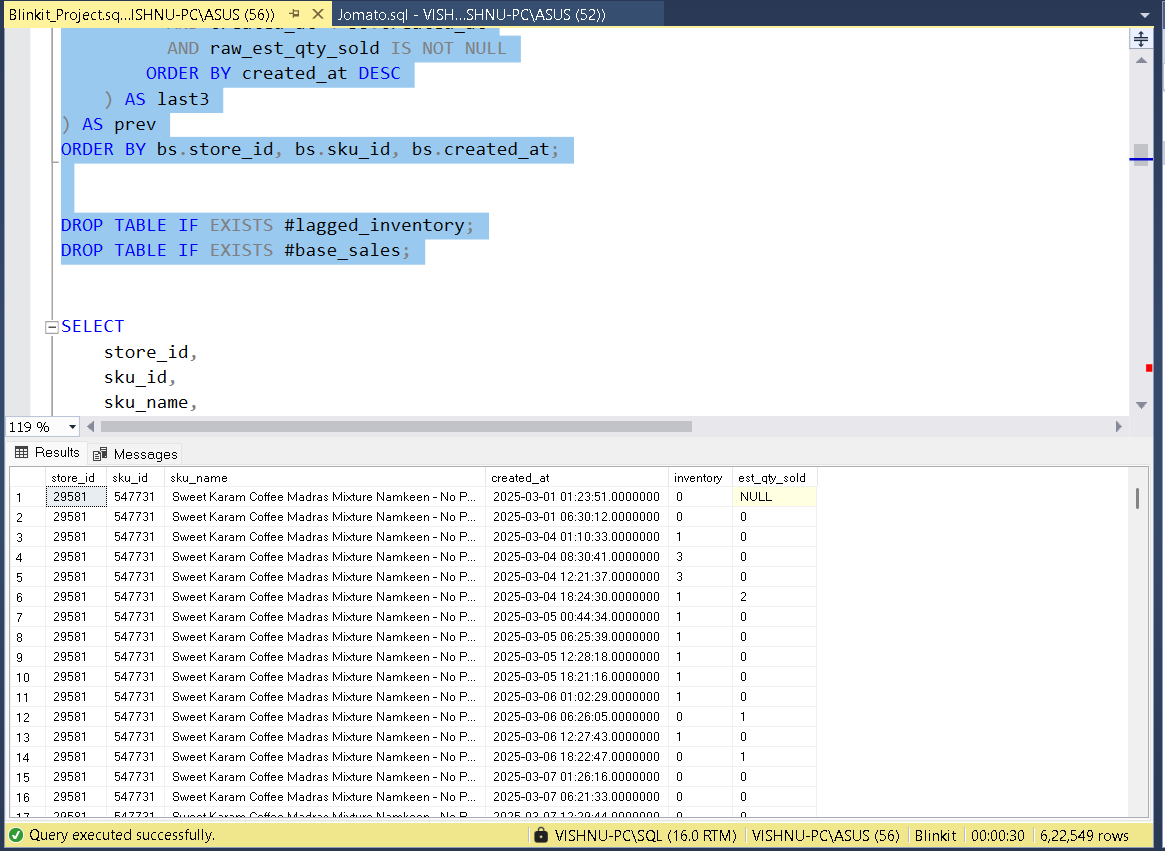 Blinkit_Project.sq...ISHNU-PC\ASUS (56)) Jomato.sql - VISH...SHNU-PC\ASUS (52))
AND raw_est_qty_sold IS NOT NULL
ORDER BY created_at DESC
) AS last3
) AS prev
ORDER BY bs.store_id, bs.sku_id, bs.created_at;
DROP TABLE IF EXISTS #lagged_inventory;
DROP TABLE IF EXISTS #base_sales;
SELECT
store_id,
sku_id,
sku_name,
119 %
Results Messages
store_id sku_id sku_name created_at inventory est_qty_sold
1 29581 547731 Sweet Karam Coffee Madras Mixture Namkeen - No P... 2025-03-01 01:23:51.0000000 0 NULL
2 29581 547731 Sweet Karam Coffee Madras Mixture Namkeen - No P... 2025-03-01 06:30:12.0000000 0 0
3 29581 547731 Sweet Karam Coffee Madras Mixture Namkeen - No P... 2025-03-04 01:10:33.0000000 1 0
4 29581 547731 Sweet Karam Coffee Madras Mixture Namkeen - No P... 2025-03-04 08:30:41.0000000 3 0
5 29581 547731 Sweet Karam Coffee Madras Mixture Namkeen - No P... 2025-03-04 12:21:37.0000000 3 0
6 29581 547731 Sweet Karam Coffee Madras Mixture Namkeen - No P... 2025-03-04 18:24:30.0000000 1 2
7 29581 547731 Sweet Karam Coffee Madras Mixture Namkeen - No P... 2025-03-05 00:44:34.0000000 1 0
8 29581 547731 Sweet Karam Coffee Madras Mixture Namkeen - No P... 2025-03-05 06:25:39.0000000 1 0
9 29581 547731 Sweet Karam Coffee Madras Mixture Namkeen - No P... 2025-03-05 12:28:18.0000000 1 0
10 29581 547731 Sweet Karam Coffee Madras Mixture Namkeen - No P... 2025-03-05 18:21:16.0000000 1 0
11 29581 547731 Sweet Karam Coffee Madras Mixture Namkeen - No P... 2025-03-06 01:02:29.0000000 1 0
12 29581 547731 Sweet Karam Coffee Madras Mixture Namkeen - No P... 2025-03-06 06:26:05.0000000 0 1
13 29581 547731 Sweet Karam Coffee Madras Mixture Namkeen - No P... 2025-03-06 12:27:43.0000000 1 0
14 29581 547731 Sweet Karam Coffee Madras Mixture Namkeen - No P... 2025-03-06 18:22:47.0000000 0 1
15 29581 547731 Sweet Karam Coffee Madras Mixture Namkeen - No P... 2025-03-07 01:26:16.0000000 0 0
16 29581 547731 Sweet Karam Coffee Madras Mixture Namkeen - No P... 2025-03-07 06:21:33.0000000 0 0
Query executed successfully. VISHNU-PC\SQL (16.0 RTM) VISHNU-PC\ASUS (56) Blinkit 00:00:30 6,22,549 rows